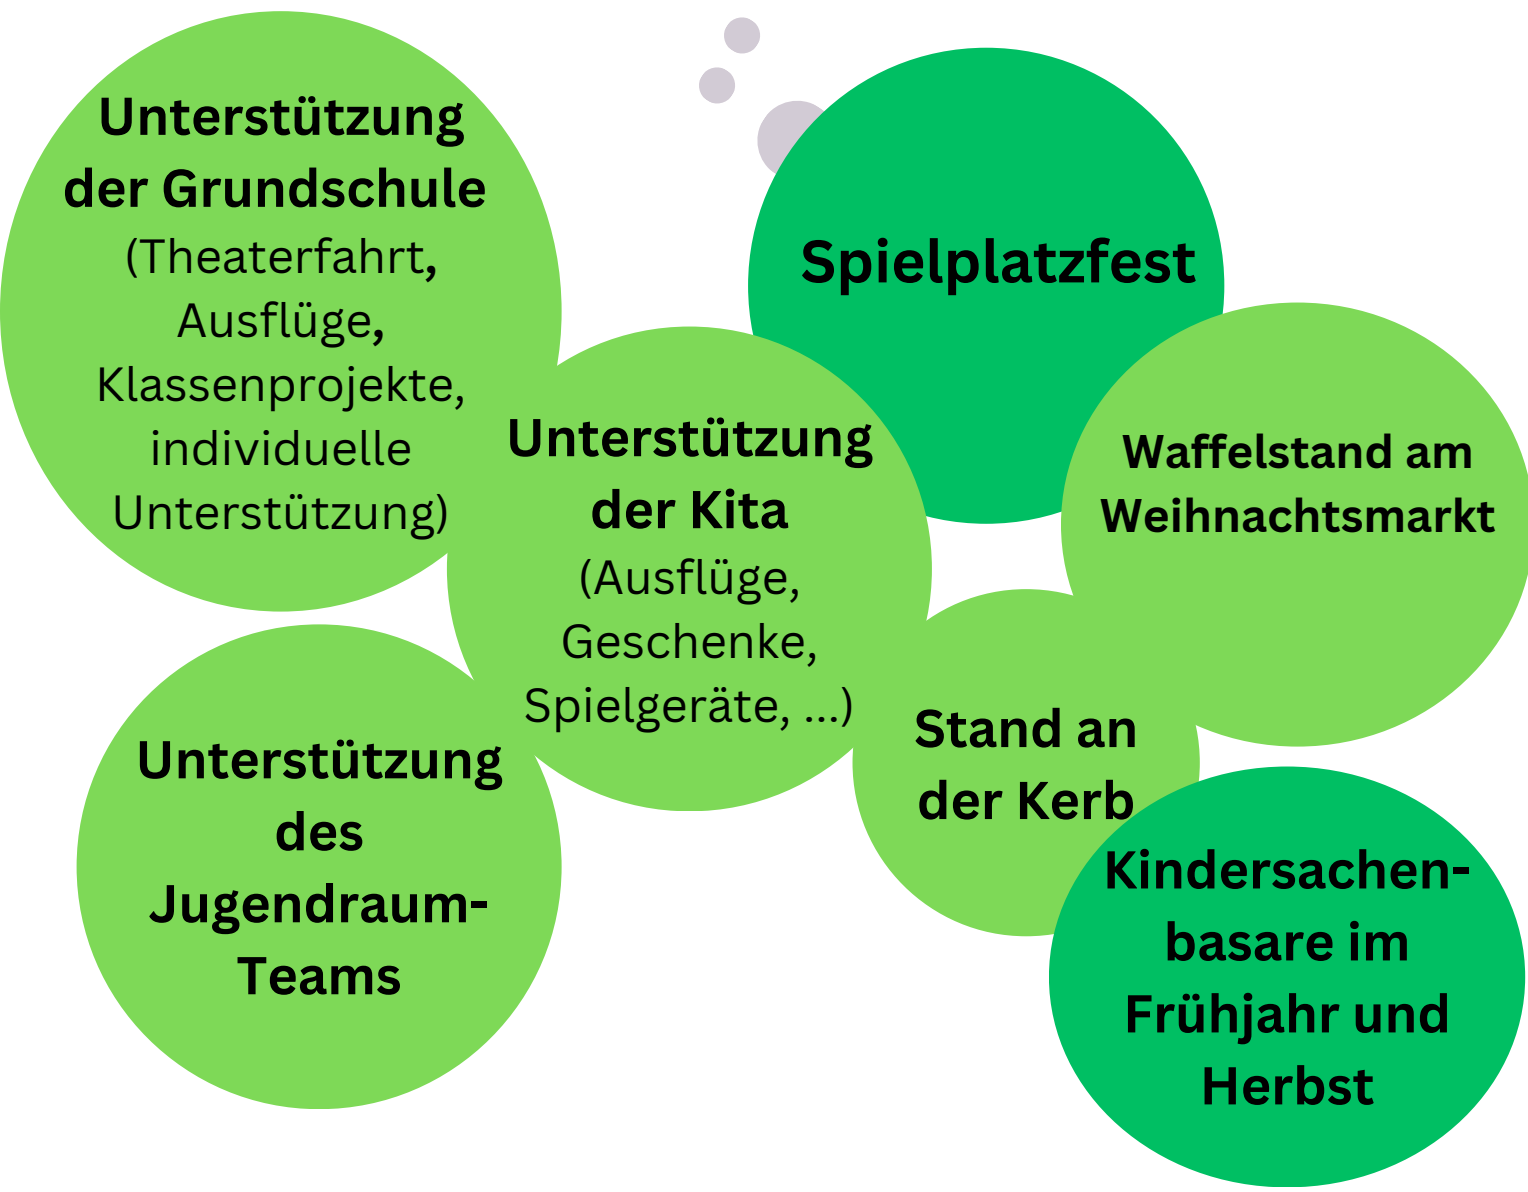 Unterstützung
der Grundschule
(Theaterfahrt,
Ausflüge,
Klassenprojekte,
individuelle
Unterstützung)
Spielplatzfest
Unterstützung
der Kita
(Ausflüge,
Geschenke,
Spielgeräte, ...)
Waffelstand am
Weihnachtsmarkt
Unterstützung
des
Jugendraum-
Teams
Stand an
der Kerb
Kindersachen-
basare im
Frühjahr und
Herbst